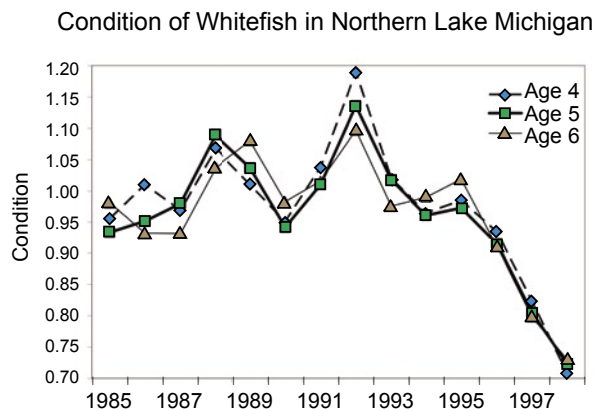 Condition of Whitefish in Northern Lake Michigan
1.20
1.15
1.10
1.05
1.00
0.95
0.90
0.85
0.80
0.75
0.70
Condition
Age 4
Age 5
Age 6
1985 1987 1989 1991 1993 1995 1997